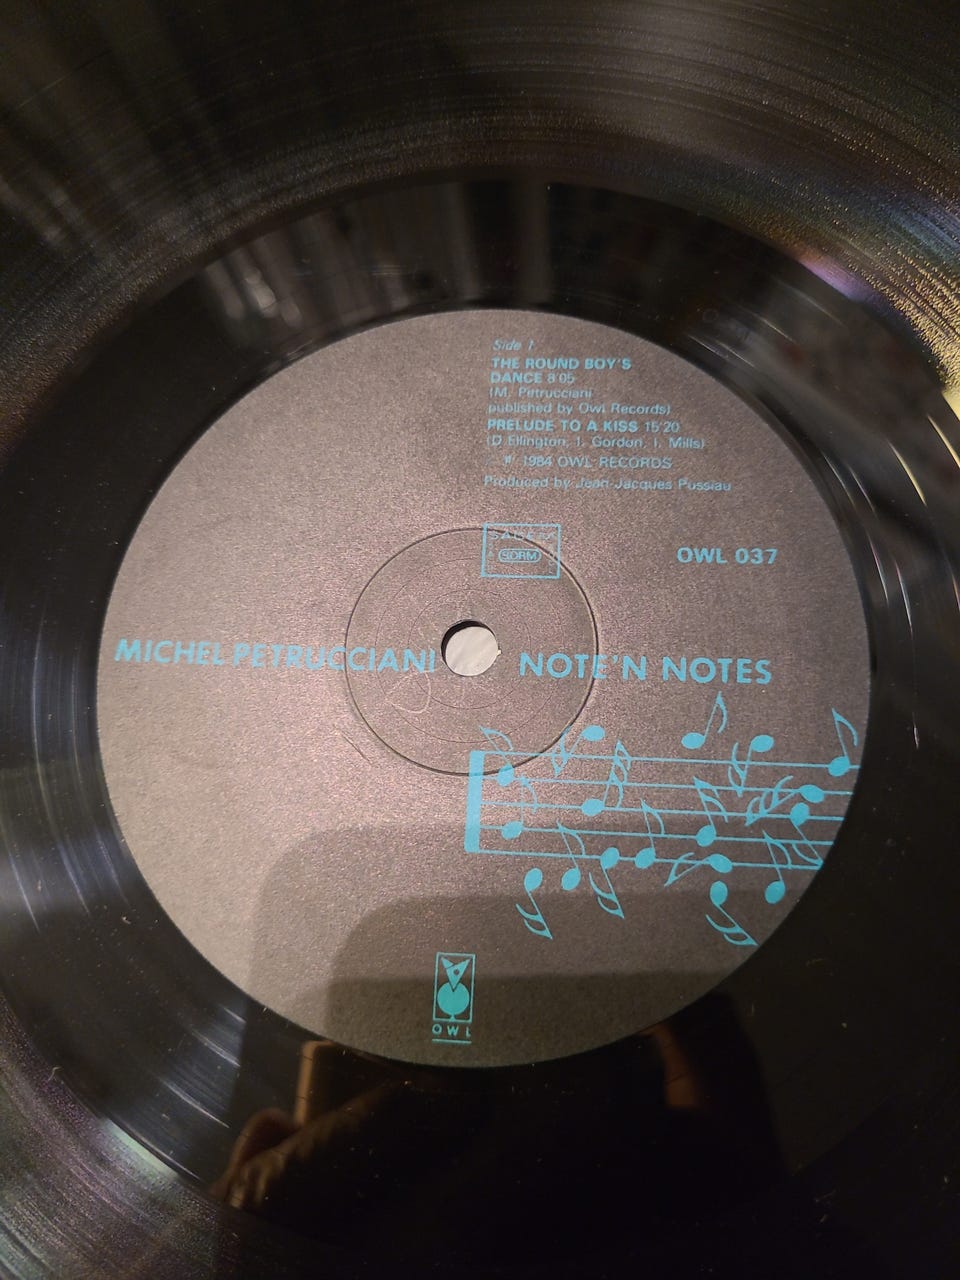 Side 1
THE ROUND BOY'S
DANCE 8'05
(M. Petrucciani
published by Owl Records)
PRELUDE TO A KISS 15'20
(D. Ellington, I. Gordon, I. Mills)
℗ 1984 OWL RECORDS
Produced by Jean-Jacques Pussiau
SDRM
OWL 037
MICHEL PETRUCCIANI NOTE'N NOTES
OWL